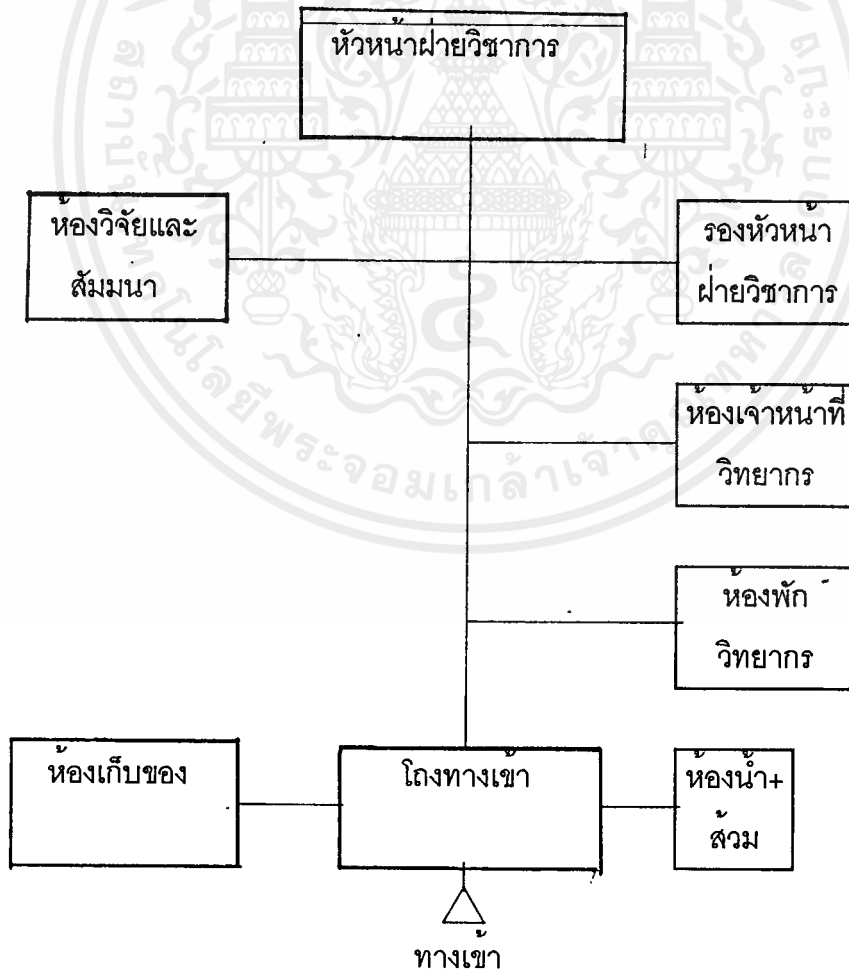 หัวหน้าฝ่ายวิชาการ
ห้องวิจัยและ
สัมมนา
รองหัวหน้า
ฝ่ายวิชาการ
ห้องเจ้าหน้าที่
วิทยากร
ห้องพัก
วิทยากร
ห้องเก็บของ
โถงทางเข้า
ห้องน้ำ+
ส้วม
ทางเข้า